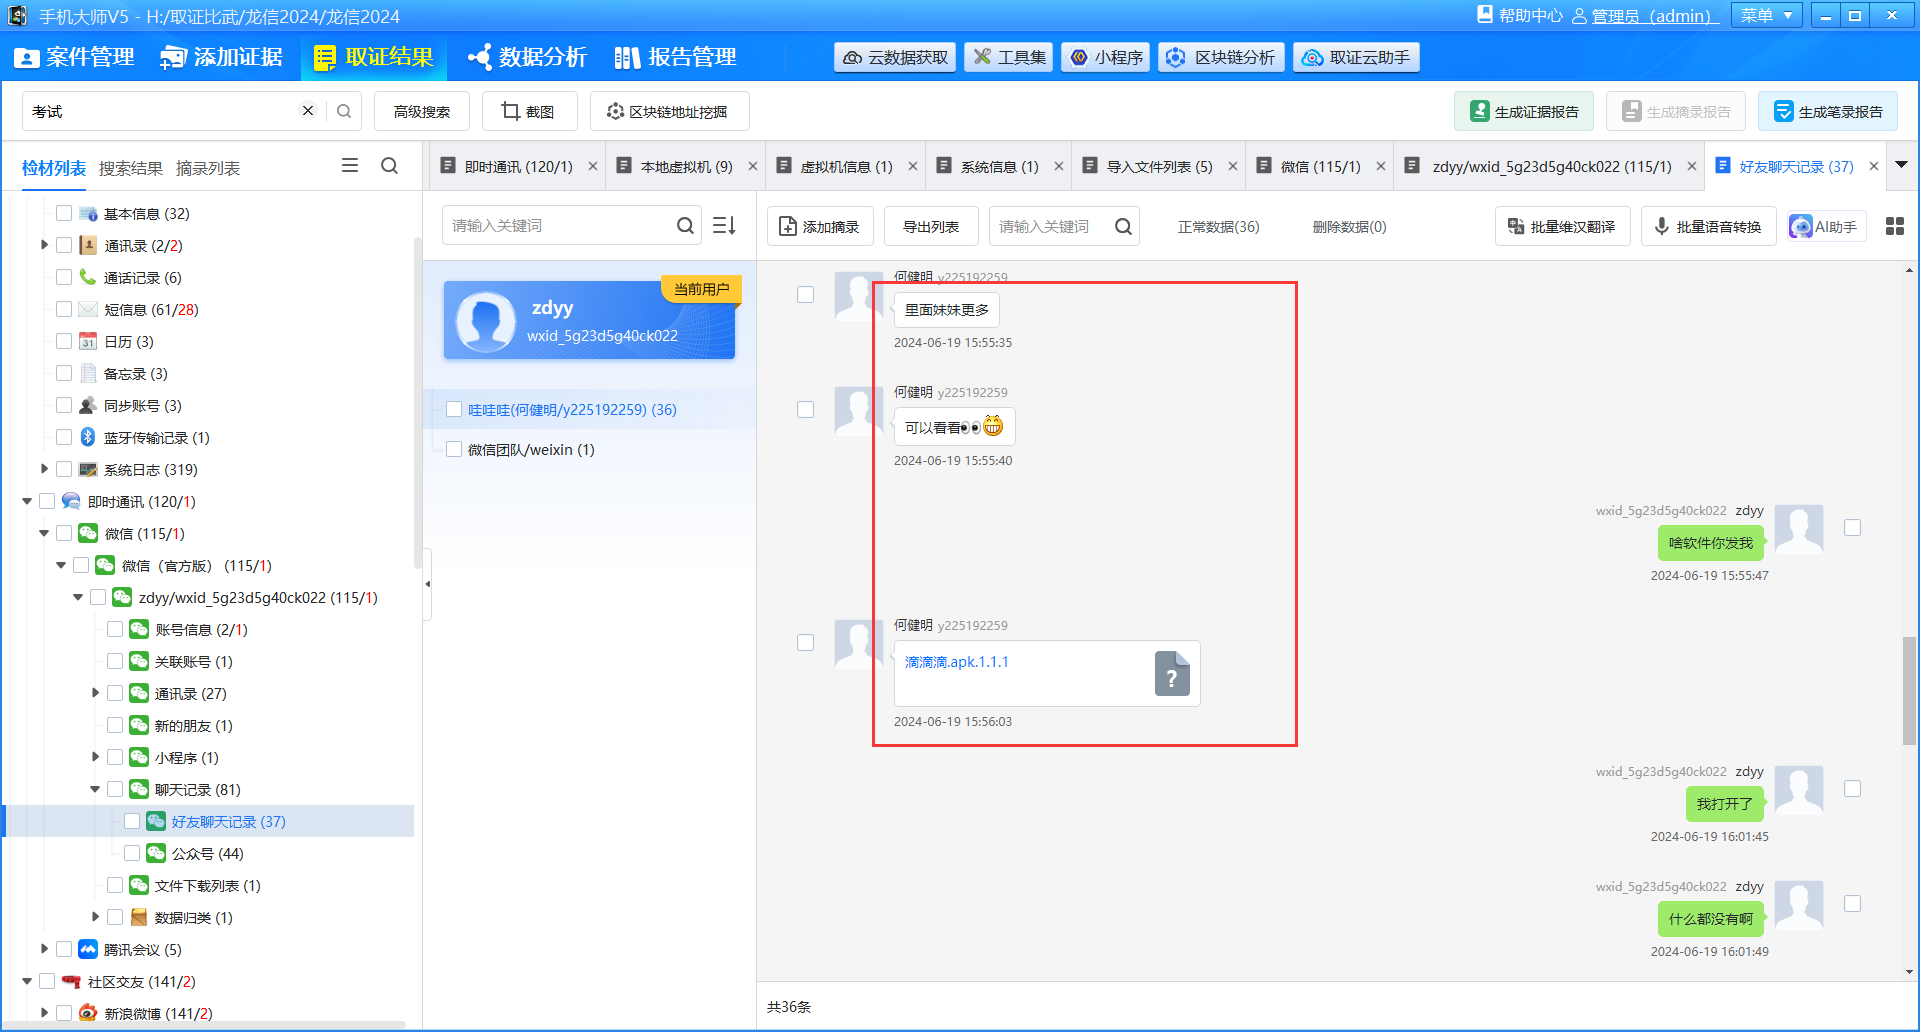 手机大师V5 - H:/取证比武/龙信2024/龙信2024
帮助中心 管理员（admin） 菜单
案件管理 添加证据 取证结果 数据分析 报告管理 云数据获取 工具集 小程序 区块链分析 取证云助手
考试 高级搜索 截图 区块链地址挖掘 生成证据报告 生成摘录报告 生成笔录报告
检材列表 搜索结果 摘录列表
即时通讯 (120/1) 本地虚拟机 (9) 虚拟机信息 (1) 系统信息 (1) 导入文件列表 (5) 微信 (115/1) zdyy/wxid_5g23d5g40ck022 (115/1) 好友聊天记录 (37)
基本信息 (32)
通讯录 (2/2)
通话记录 (6)
短信息 (61/28)
31 日历 (3)
备忘录 (3)
同步账号 (3)
蓝牙传输记录 (1)
系统日志 (319)
即时通讯 (120/1)
微信 (115/1)
微信（官方版） (115/1)
zdyy/wxid_5g23d5g40ck022 (115/1)
账号信息 (2/1)
关联账号 (1)
通讯录 (27)
新的朋友 (1)
小程序 (1)
聊天记录 (81)
好友聊天记录 (37)
公众号 (44)
文件下载列表 (1)
数据归类 (1)
腾讯会议 (5)
社区交友 (141/2)
新浪微博 (141/2)
请输入关键词
当前用户
zdyy
wxid_5g23d5g40ck022
哇哇哇(何健明/y225192259) (36)
微信团队/weixin (1)
添加摘录 导出列表 请输入关键词 正常数据(36) 删除数据(0) 批量维汉翻译 批量语音转换 AI助手
何健明 y225192259
里面妹妹更多
2024-06-19 15:55:35
何健明 y225192259
可以看看👀😁
2024-06-19 15:55:40
wxid_5g23d5g40ck022 zdyy
啥软件你发我
2024-06-19 15:55:47
何健明 y225192259
滴滴滴.apk.1.1.1
?
2024-06-19 15:56:03
wxid_5g23d5g40ck022 zdyy
我打开了
2024-06-19 16:01:45
wxid_5g23d5g40ck022 zdyy
什么都没有啊
2024-06-19 16:01:49
共36条